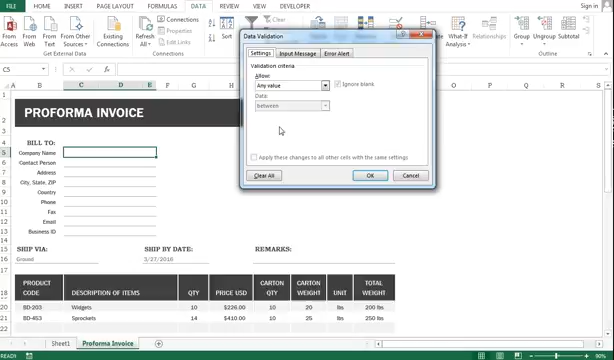 FILE HOME INSERT PAGE LAYOUT FORMULAS DATA REVIEW VIEW Sign in
From Access From Web From Text From Other Sources Existing Connections Refresh All Connections Properties Edit Links
Get External Data Connections
Clear What-If Analysis Relationships Group Ungroup Subtotal
Outline
C5
A B C D E F G H O P Q
PROFORMA INVOICE
BILL TO:
Company Name
Contact Person
Address
City, State, ZIP
Country
Phone
Fax
Email
Business ID
SHIP VIA: SHIP BY DATE: REMARKS:
Ground 3/27/2016
PRODUCT CODE DESCRIPTION OF ITEMS QTY PRICE USD CARTON QTY CARTON WEIGHT UNIT TOTAL WEIGHT
BD-203 Widgets 10 $226.00 10 20 lbs 200 lbs
BD-453 Sprockets 14 $410.00 10 25 lbs 250 lbs
Data Validation
Settings Input Message Error Alert
Validation criteria
Allow:
Any value Ignore blank
Data:
between
Apply these changes to all other cells with the same settings
Clear All OK Cancel
Sheet1 Proforma Invoice
READY 90%